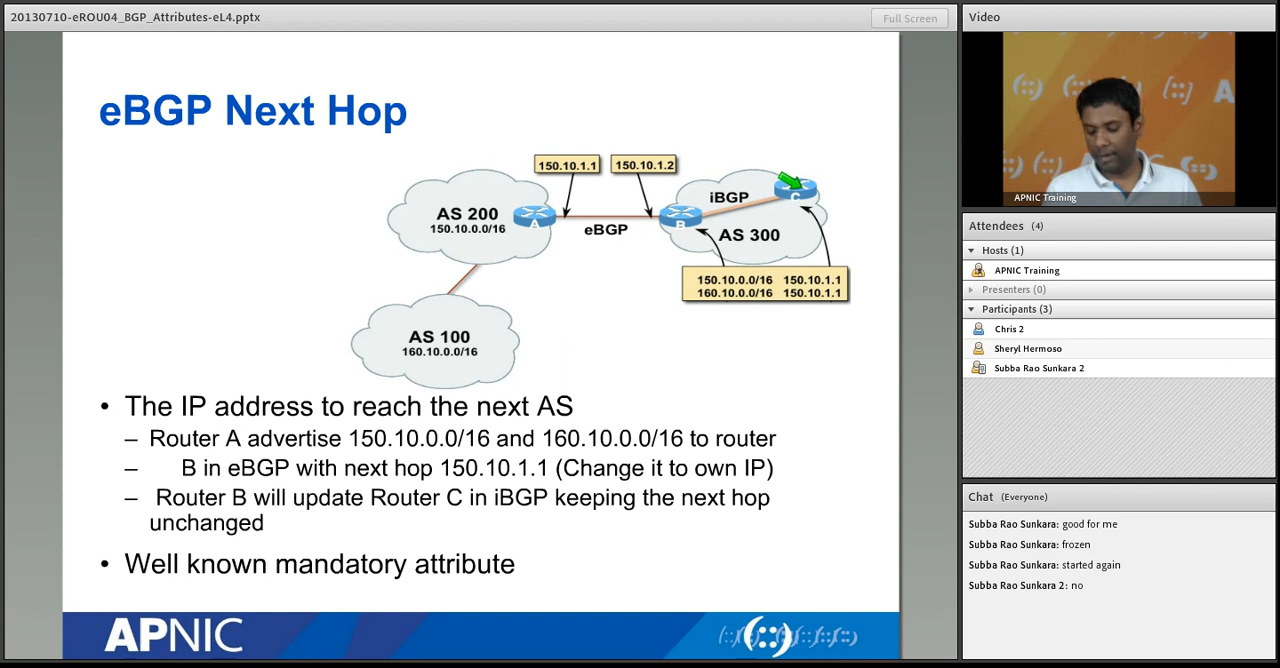 20130710-eROU04_BGP_Attributes-eL4.pptx
Full Screen
eBGP Next Hop
150.10.1.1
150.10.1.2
AS 200
150.10.0.0/16
A
eBGP
B
iBGP
C
AS 300
150.10.0.0/16 150.10.1.1
160.10.0.0/16 150.10.1.1
AS 100
160.10.0.0/16
• The IP address to reach the next AS
– Router A advertise 150.10.0.0/16 and 160.10.0.0/16 to router
– B in eBGP with next hop 150.10.1.1 (Change it to own IP)
– Router B will update Router C in iBGP keeping the next hop
unchanged
• Well known mandatory attribute
APNIC
(::)
Video
A
APNIC Training
Attendees (4)
Hosts (1)
APNIC Training
Presenters (0)
Participants (3)
Chris 2
Sheryl Hermoso
Subba Rao Sunkara 2
Chat (Everyone)
Subba Rao Sunkara: good for me
Subba Rao Sunkara: frozen
Subba Rao Sunkara: started again
Subba Rao Sunkara 2: no